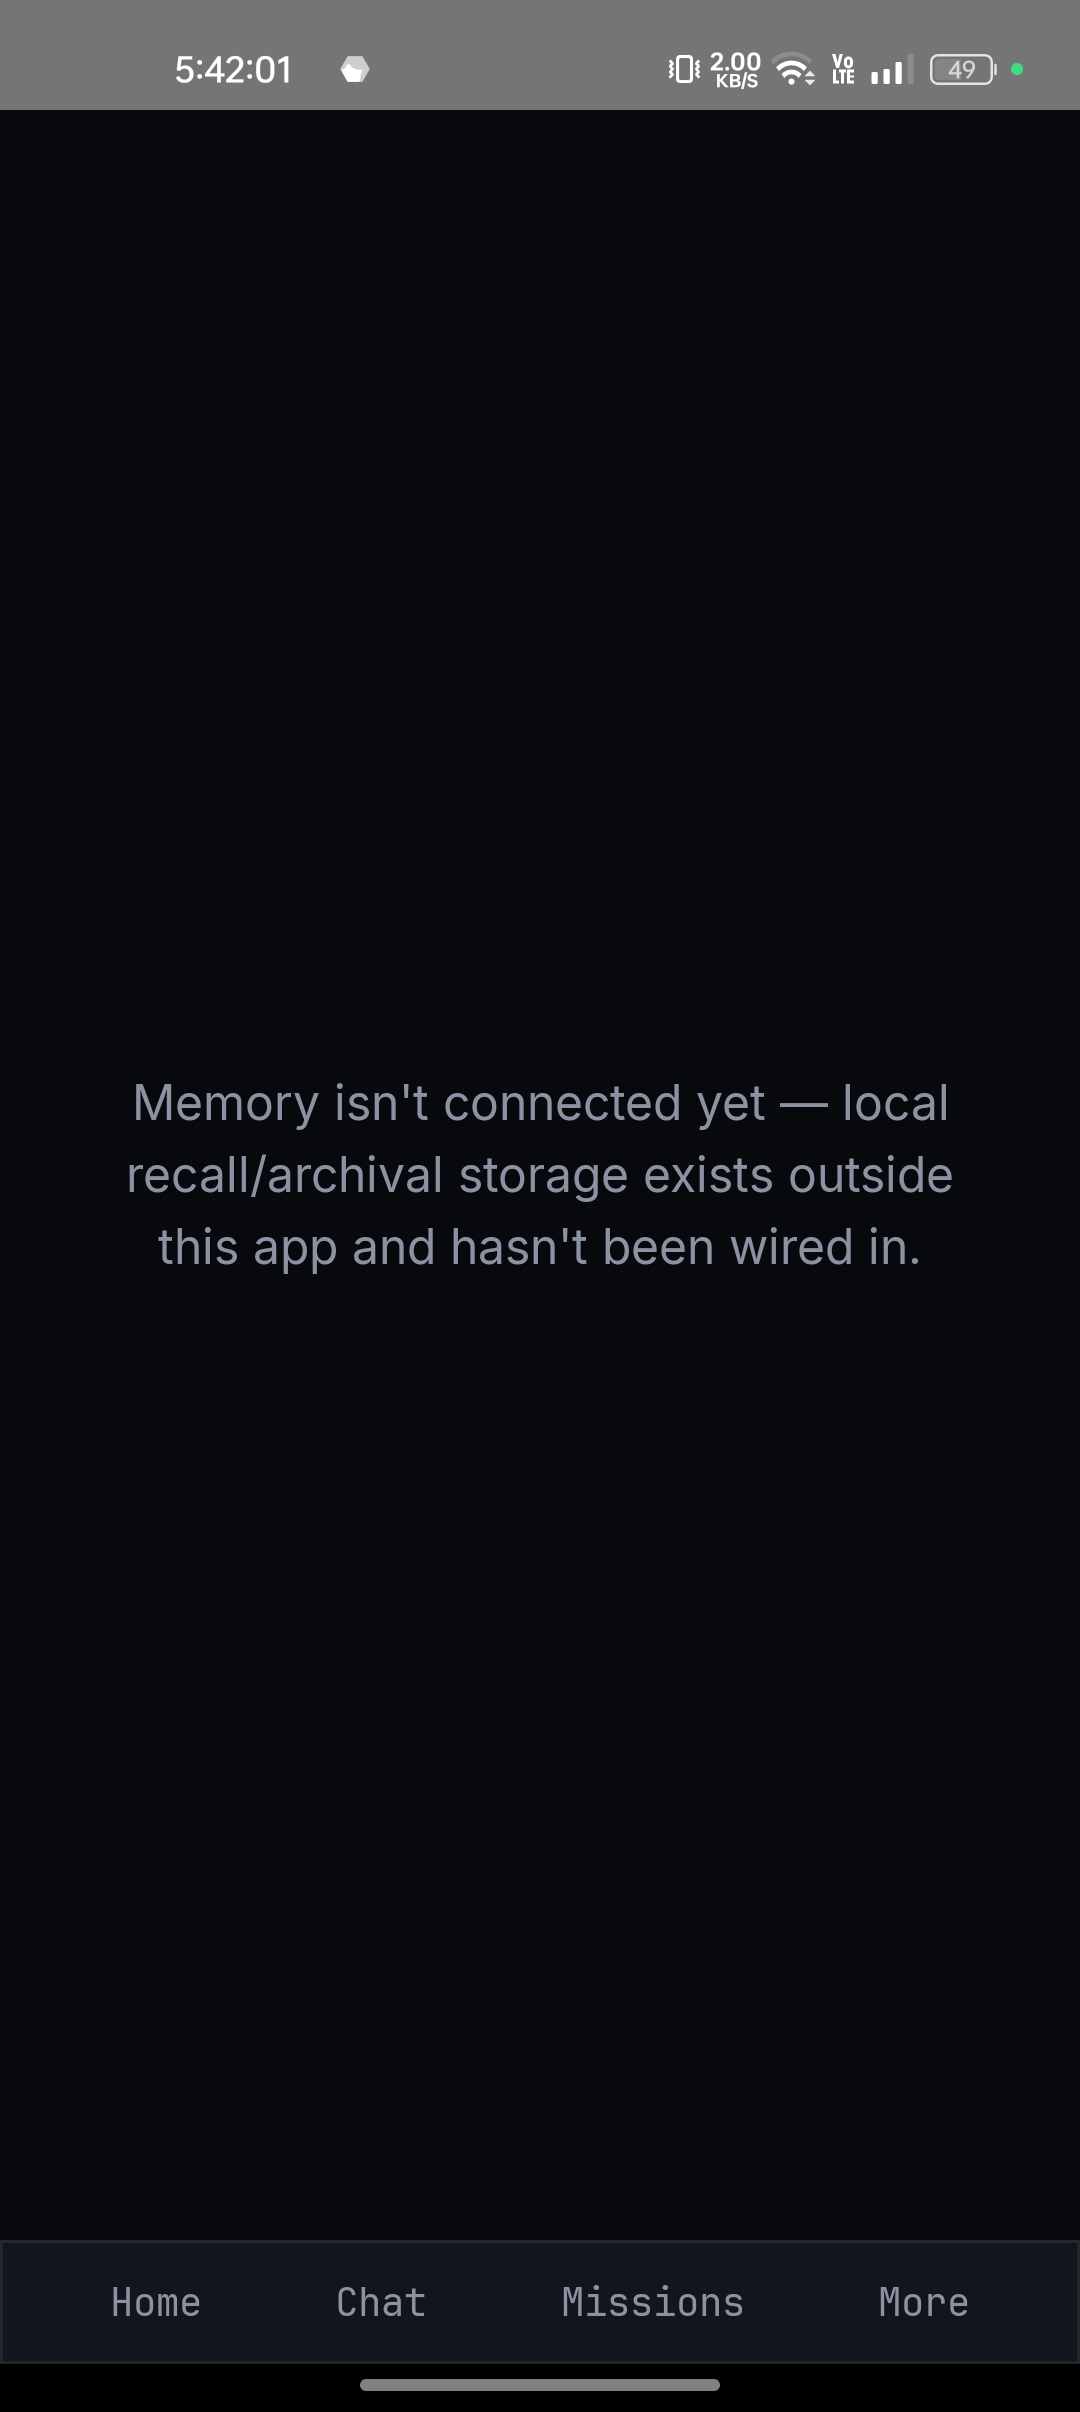 5:42:01
2.00
KB/S
Vo
LTE
49
Memory isn't connected yet — local
recall/archival storage exists outside
this app and hasn't been wired in.
Home Chat Missions More